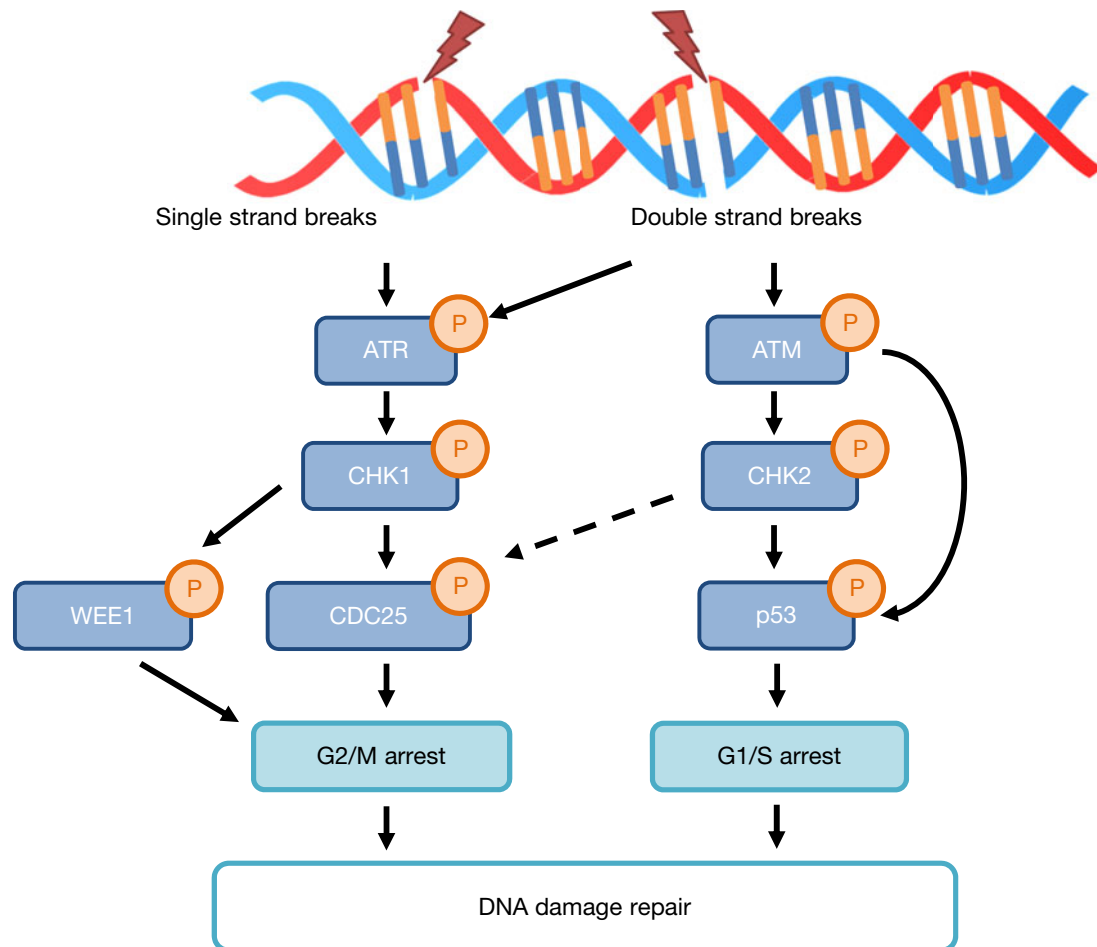 Single strand breaks
Double strand breaks
P
ATR
P
ATM
P
CHK1
P
CHK2
P
WEE1
P
CDC25
P
p53
G2/M arrest
G1/S arrest
DNA damage repair